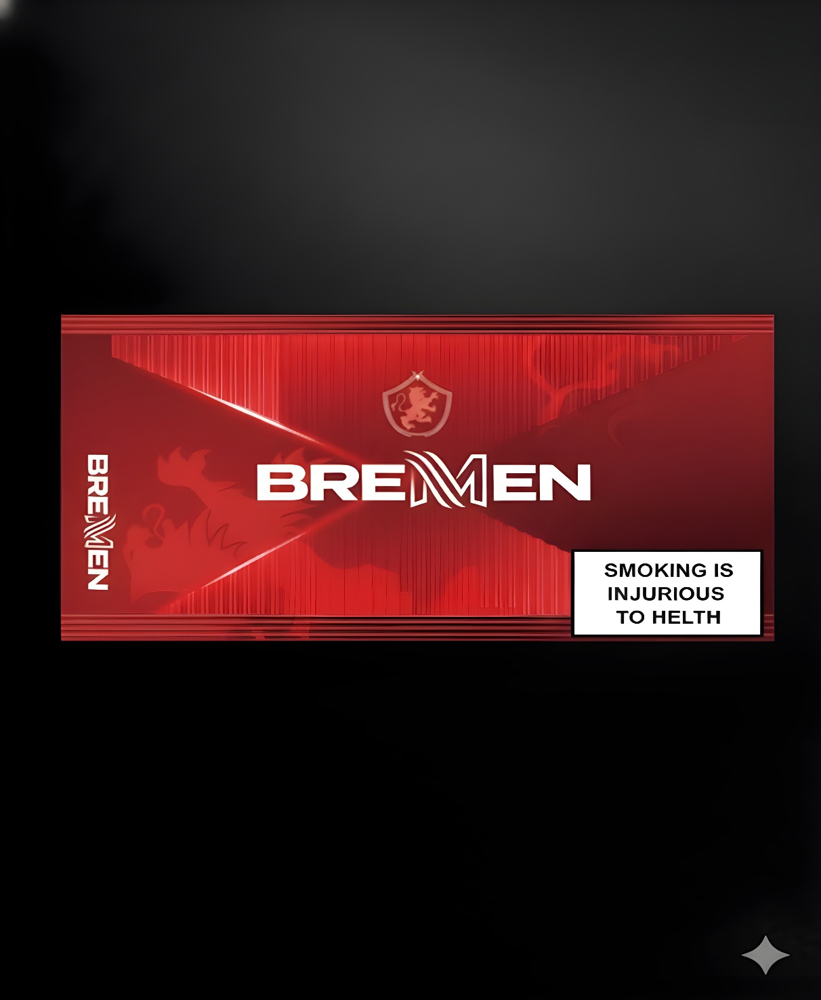 BREMEN
BREMEN
SMOKING IS
INJURIOUS
TO HELTH